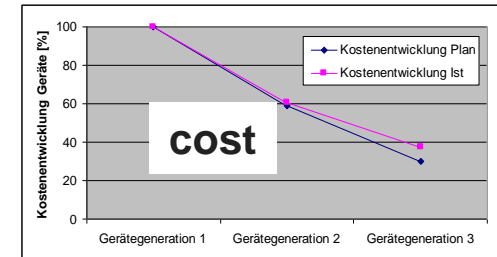 Kostenentwicklung Geräte [%]
100
80
60
40
20
0
Kostenentwicklung Plan
Kostenentwicklung Ist
cost
Gerätegeneration 1
Gerätegeneration 2
Gerätegeneration 3